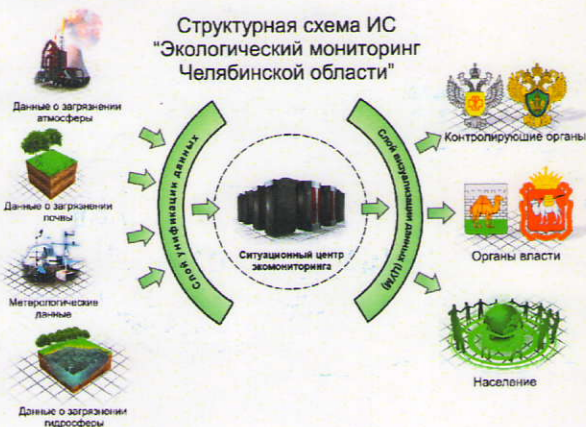 Структурная схема ИС
"Экологический мониторинг
Челябинской области"
Данные о загрязнении
атмосферы
Данные о загрязнении
почвы
Метерологические
данные
Данные о загрязнении
гидросферы
Слой унификации данных
Ситуационный центр
экомониторинга
Слой визуализации данных (ЦУМ)
Контролирующие органы
Органы власти
Население